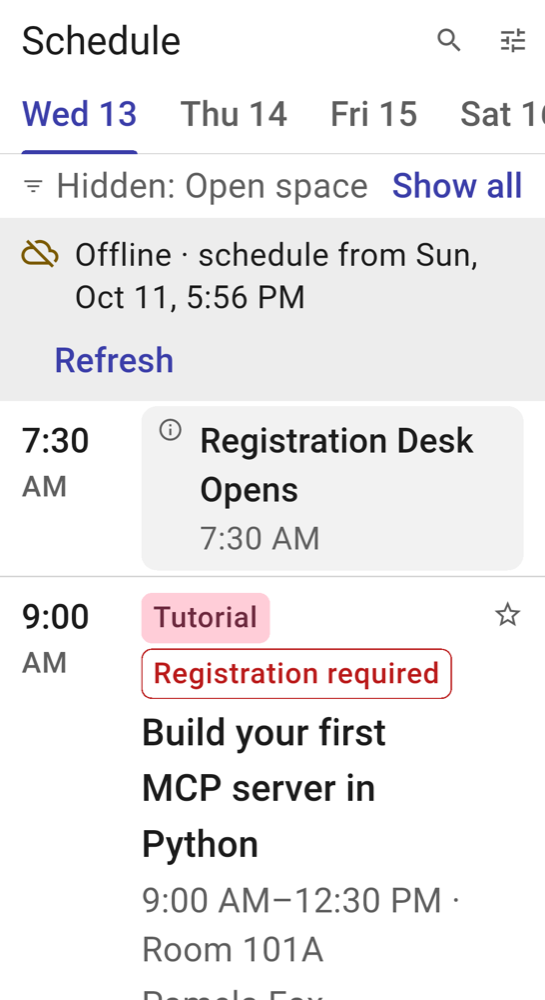 Schedule
Wed 13 Thu 14 Fri 15 Sat
Hidden: Open space Show all
Offline · schedule from Sun,
Oct 11, 5:56 PM
Refresh
7:30 AM
Registration Desk
Opens
7:30 AM
9:00 AM
Tutorial
Registration required
Build your first
MCP server in
Python
9:00 AM–12:30 PM ·
Room 101A